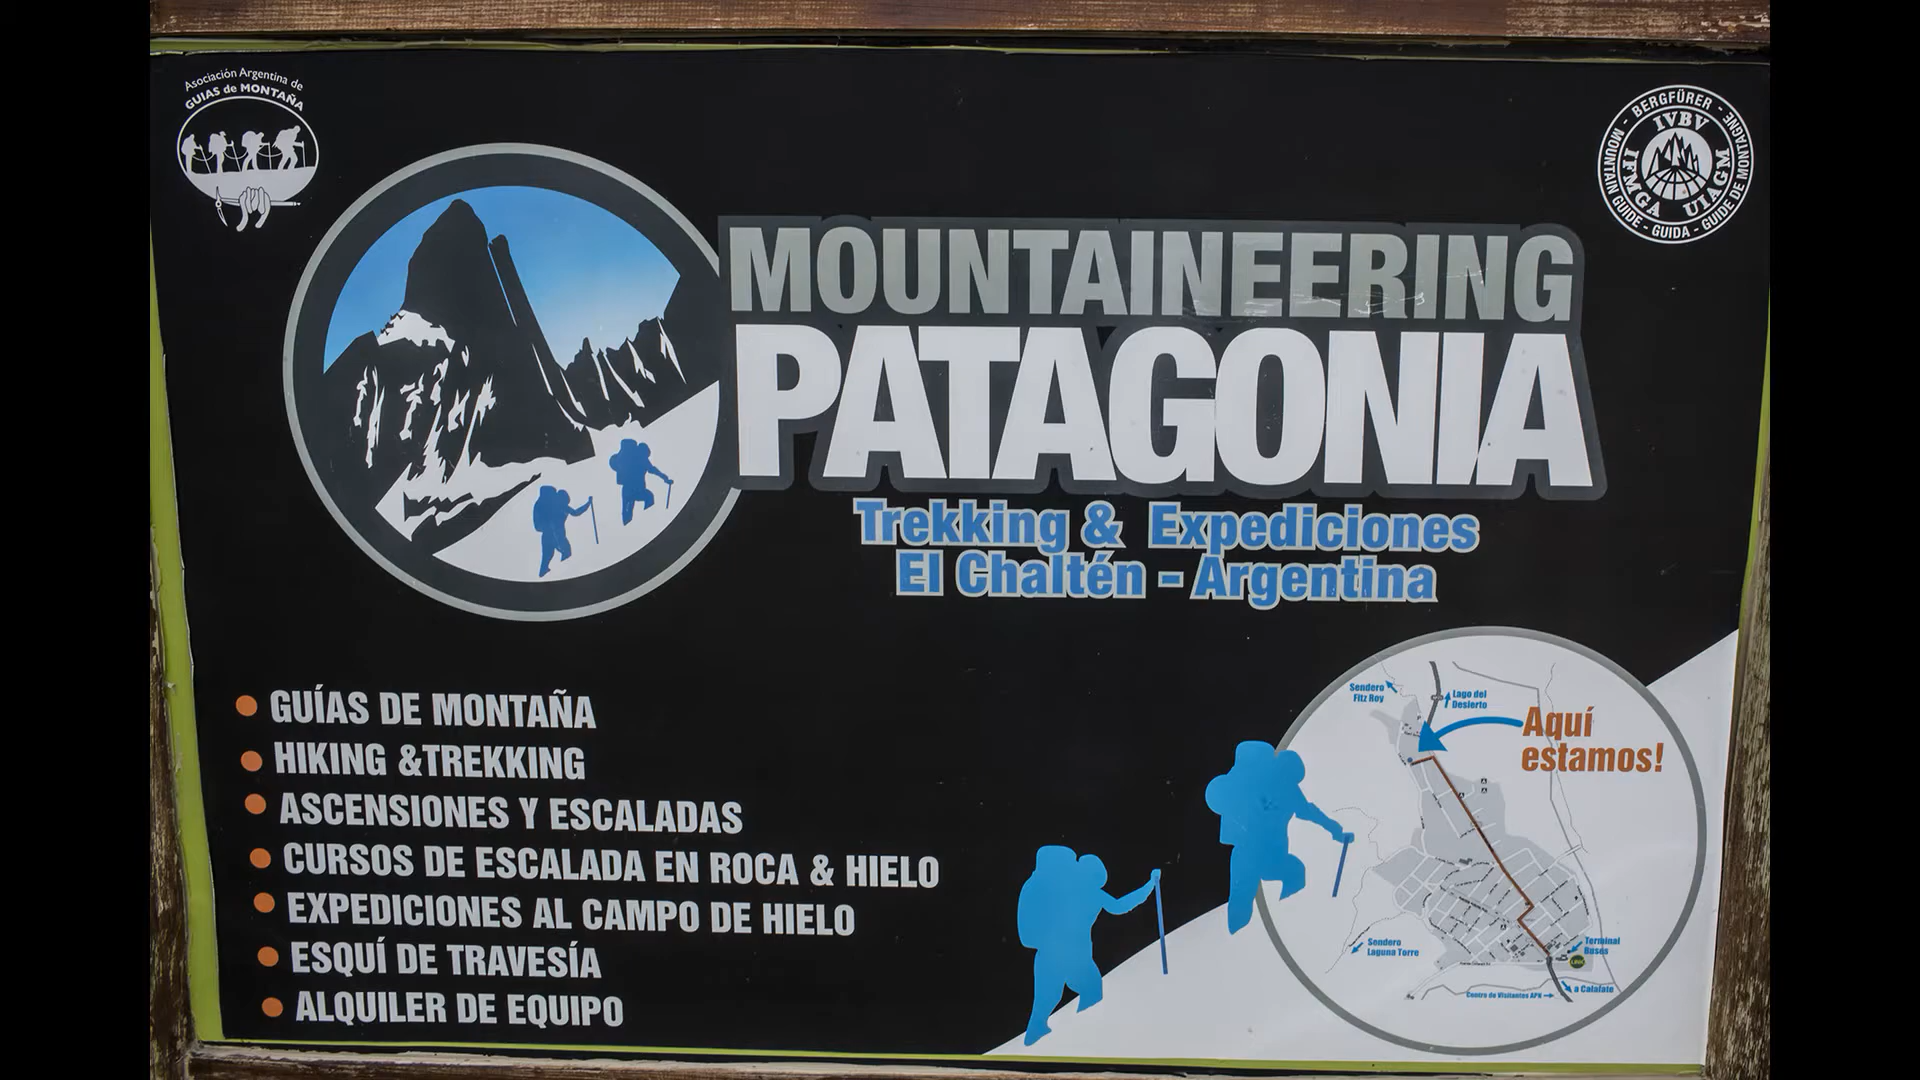 Asociación Argentina de
GUIAS de MONTAÑA
BERGFÜRER - GUIDE DE MONTAGNE - GUIDA - MOUNTAIN GUIDE -
IVBV
IFMGA UIAGM
MOUNTAINEERING
PATAGONIA
Trekking & Expediciones
El Chaltén - Argentina
GUÍAS DE MONTAÑA
HIKING &TREKKING
ASCENSIONES Y ESCALADAS
CURSOS DE ESCALADA EN ROCA & HIELO
EXPEDICIONES AL CAMPO DE HIELO
ESQUÍ DE TRAVESÍA
ALQUILER DE EQUIPO
Sendero
Fitz Roy
Lago del
Desierto
Aquí
estamos!
Sendero
Laguna Torre
Terminal
Buses
a Calafate
Centro de Visitantes APN